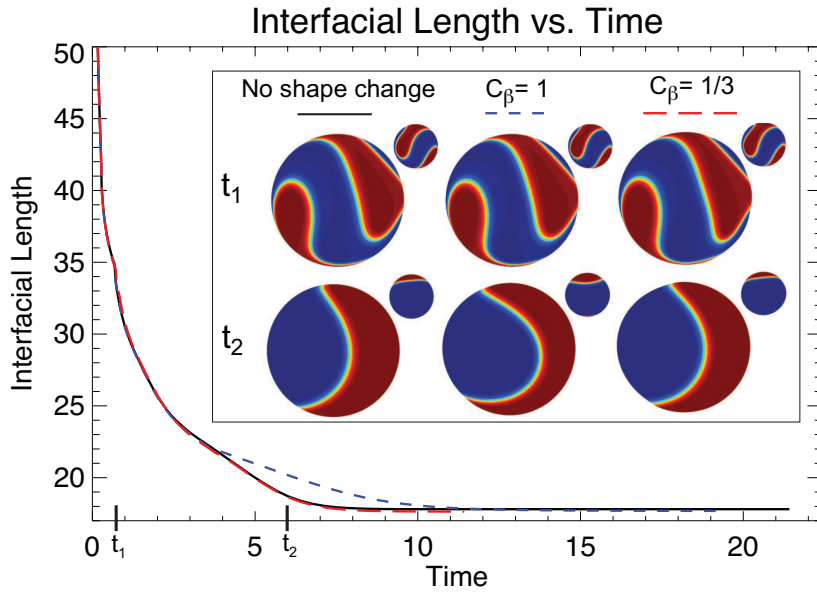 Interfacial Length vs. Time
No shape change
Cβ= 1
Cβ= 1/3
t1
t2
Interfacial Length
50
45
40
35
30
25
20
0
5
10
15
20
t1
t2
Time